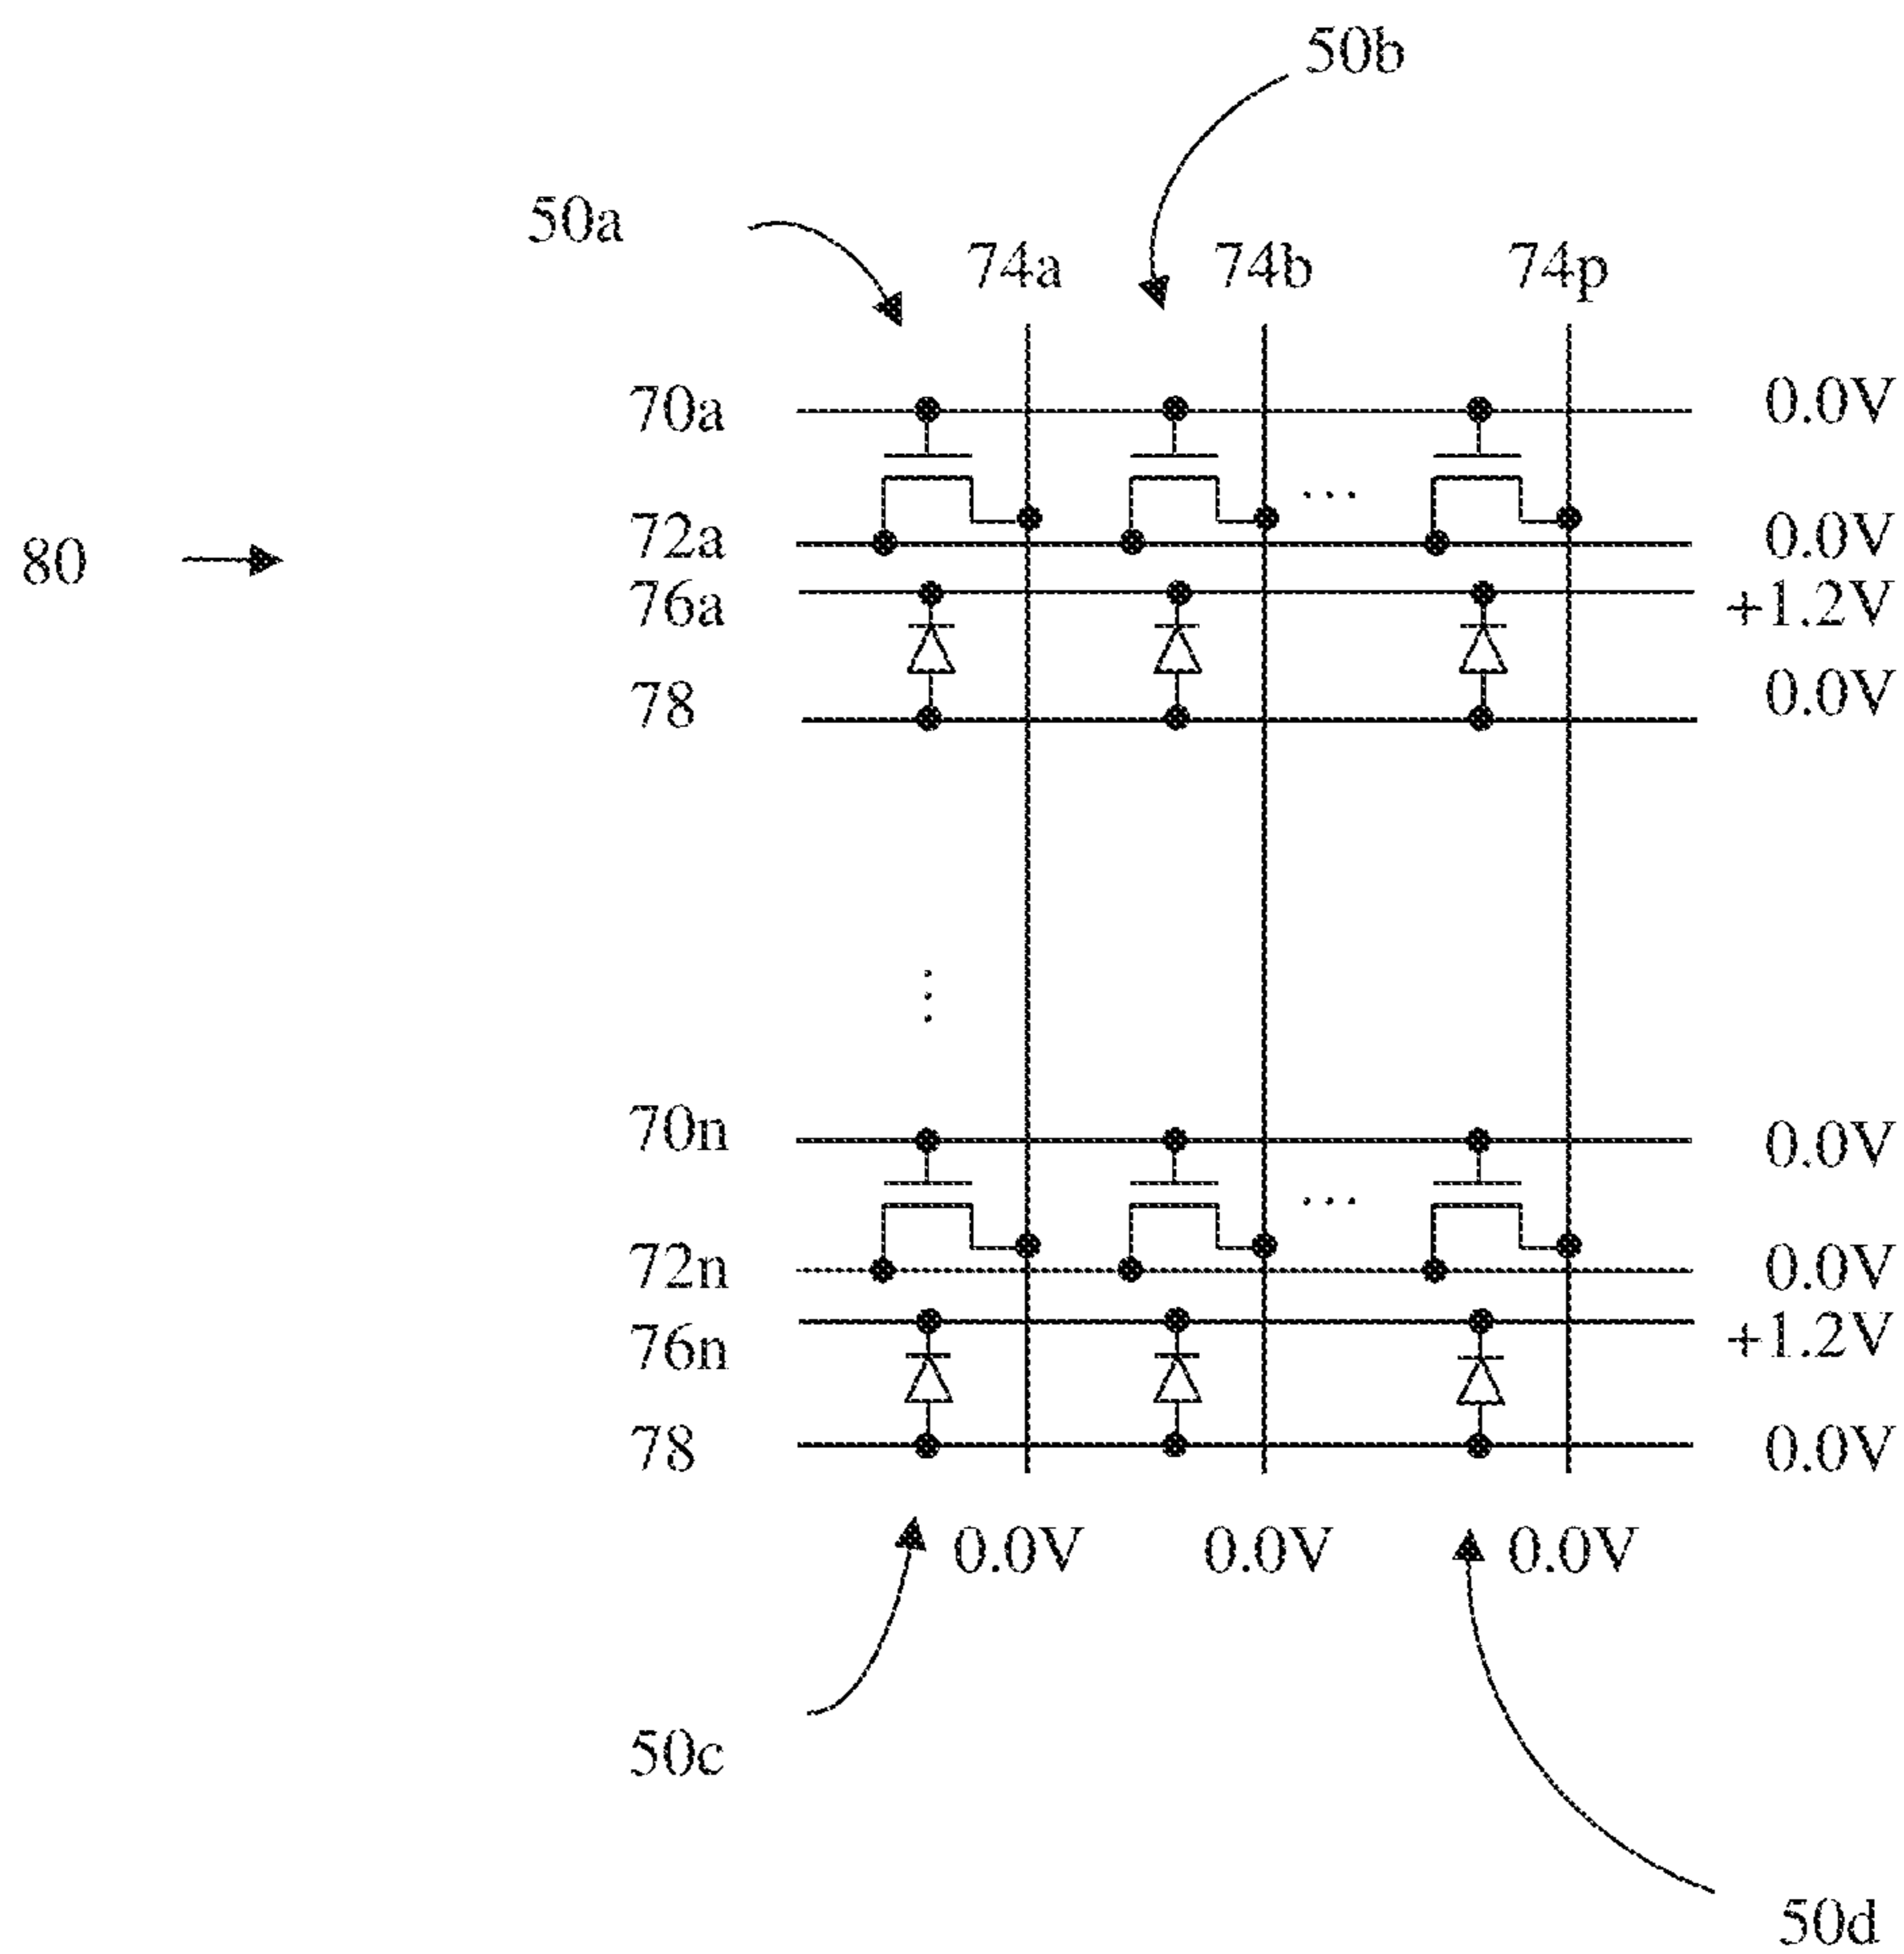 50b
50a
74a 74b 74p
70a 0.0V
...
72a 0.0V
80
76a +1.2V
78 0.0V
...
70n 0.0V
...
72n 0.0V
76n +1.2V
78 0.0V
0.0V 0.0V 0.0V
50c
50d